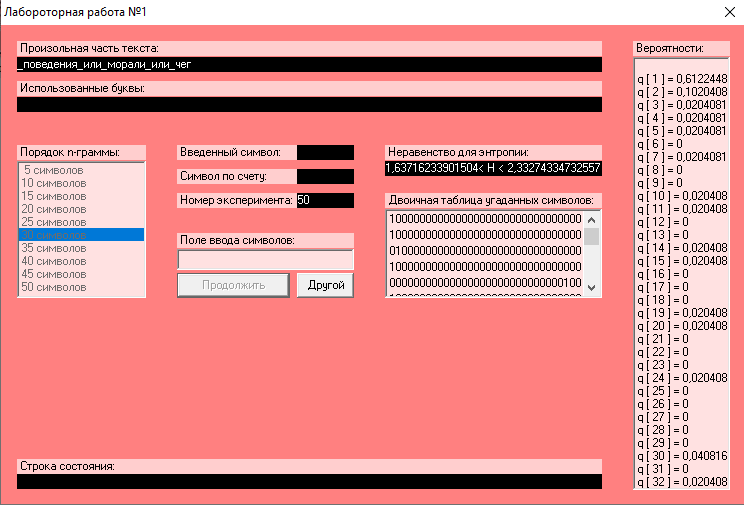 Лабороторная работа №1
Произольная часть текста:
_поведения_или_морали_или_чег
Использованные буквы:
Порядок n-граммы:
5 символов
10 символов
15 символов
20 символов
25 символов
30 символов
35 символов
40 символов
45 символов
50 символов
Введенный символ:
Символ по счету:
Номер эксперимента: 50
Поле ввода символов:
Продолжить
Другой
Неравенство для энтропии:
1,63716233901504< H < 2,33274334732557
Двоичная таблица угаданных символов:
10000000000000000000000000000
10000000000000000000000000000
01000000000000000000000000000
10000000000000000000000000000
00000000000000000000000000100
Строка состояния:
Вероятности:
q [ 1 ] = 0,6122448
q [ 2 ] = 0,1020408
q [ 3 ] = 0,0204081
q [ 4 ] = 0,0204081
q [ 5 ] = 0,0204081
q [ 6 ] = 0
q [ 7 ] = 0,0204081
q [ 8 ] = 0
q [ 9 ] = 0
q [ 10 ] = 0,020408
q [ 11 ] = 0,020408
q [ 12 ] = 0
q [ 13 ] = 0
q [ 14 ] = 0,020408
q [ 15 ] = 0,020408
q [ 16 ] = 0
q [ 17 ] = 0
q [ 18 ] = 0
q [ 19 ] = 0,020408
q [ 20 ] = 0,020408
q [ 21 ] = 0
q [ 22 ] = 0
q [ 23 ] = 0
q [ 24 ] = 0,020408
q [ 25 ] = 0
q [ 26 ] = 0
q [ 27 ] = 0
q [ 28 ] = 0
q [ 29 ] = 0
q [ 30 ] = 0,040816
q [ 31 ] = 0
q [ 32 ] = 0,020408